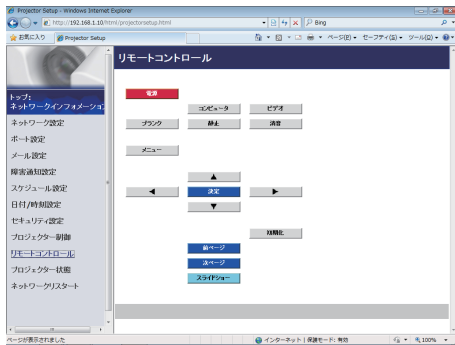 Projector Setup - Windows Internet Explorer
http://192.168.1.10/html/projectorsetup.html
Bing
お気に入り
Projector Setup
ページ(P)
セーフティ(S)
ツール(O)
トップ:
ネットワークインフォメーション
ネットワーク設定
ポート設定
メール設定
障害通知設定
スケジュール設定
日付/時刻設定
セキュリティ設定
プロジェクター制御
リモートコントロール
プロジェクター状態
ネットワークリスタート
リモートコントロール
電源
コンピュータ
ビデオ
ブランク
静止
消音
メニュー
▲
◀
決定
▶
▼
初期化
前ページ
次ページ
スライドショー
ページが表示されました
インターネット | 保護モード: 有効
100%